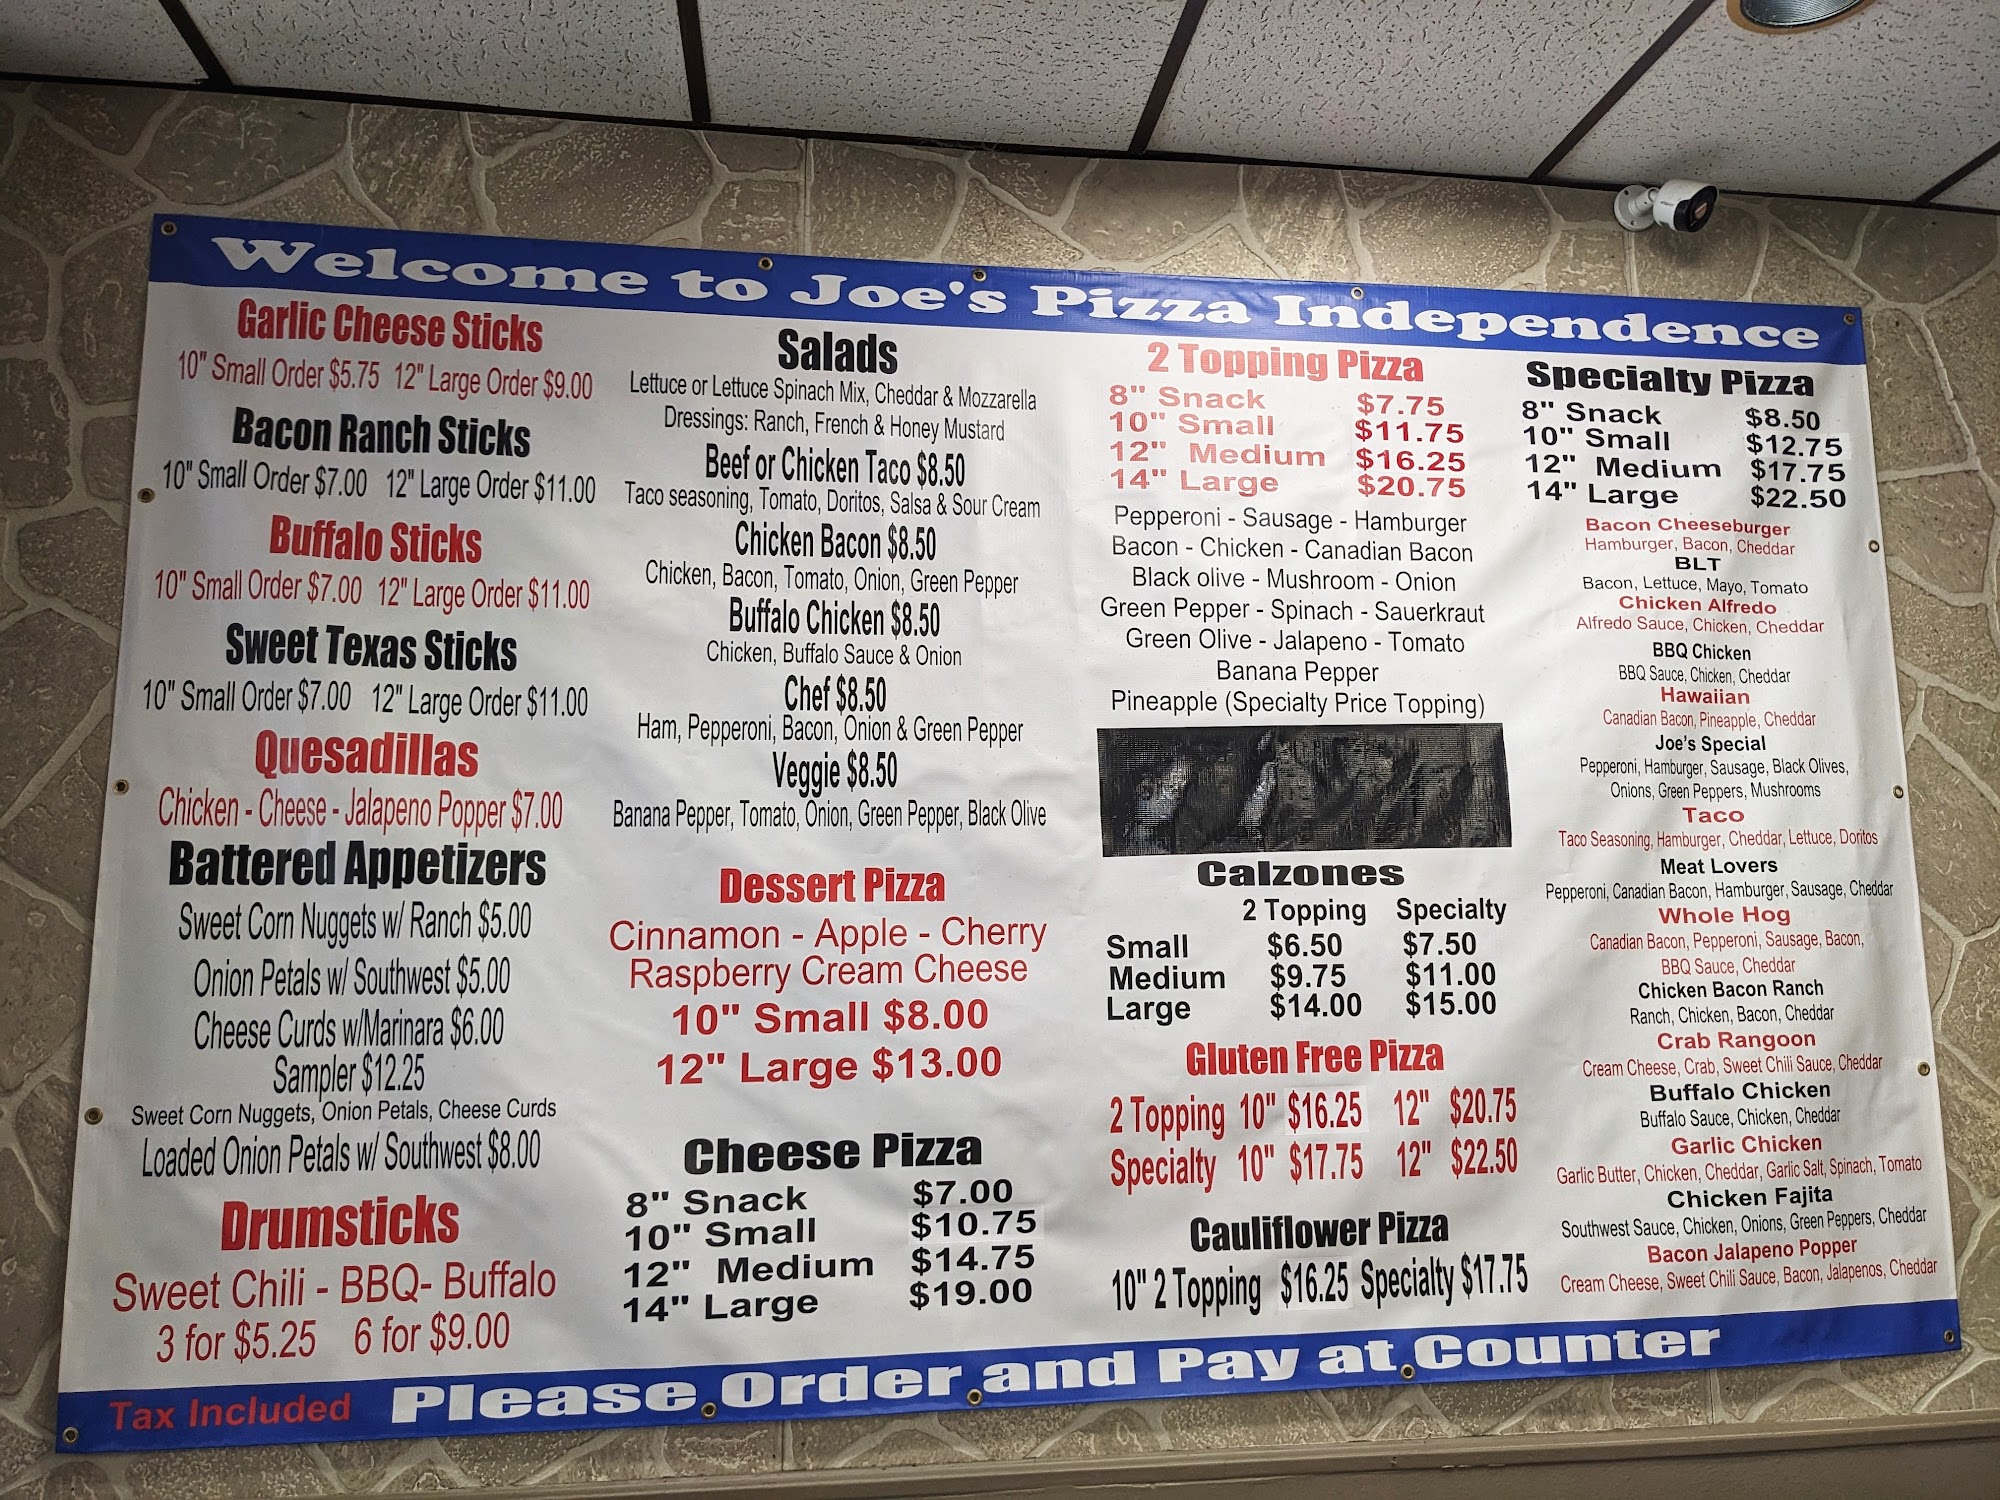 Welcome to Joe's Pizza Independence
Garlic Cheese Sticks
10" Small Order $5.75 12" Large Order $9.00
Bacon Ranch Sticks
10" Small Order $7.00 12" Large Order $11.00
Buffalo Sticks
10" Small Order $7.00 12" Large Order $11.00
Sweet Texas Sticks
10" Small Order $7.00 12" Large Order $11.00
Quesadillas
Chicken - Cheese - Jalapeno Popper $7.00
Battered Appetizers
Sweet Corn Nuggets w/ Ranch $5.00
Onion Petals w/ Southwest $5.00
Cheese Curds w/Marinara $6.00
Sampler $12.25
Sweet Corn Nuggets, Onion Petals, Cheese Curds
Loaded Onion Petals w/ Southwest $8.00
Drumsticks
Sweet Chili - BBQ- Buffalo
3 for $5.25 6 for $9.00
Salads
Lettuce or Lettuce Spinach Mix, Cheddar & Mozzarella
Dressings: Ranch, French & Honey Mustard
Beef or Chicken Taco $8.50
Taco seasoning, Tomato, Doritos, Salsa & Sour Cream
Chicken Bacon $8.50
Chicken, Bacon, Tomato, Onion, Green Pepper
Buffalo Chicken $8.50
Chicken, Buffalo Sauce & Onion
Chef $8.50
Ham, Pepperoni, Bacon, Onion & Green Pepper
Veggie $8.50
Banana Pepper, Tomato, Onion, Green Pepper, Black Olive
Dessert Pizza
Cinnamon - Apple - Cherry
Raspberry Cream Cheese
10" Small $8.00
12" Large $13.00
Cheese Pizza
8" Snack $7.00
10" Small $10.75
12" Medium $14.75
14" Large $19.00
2 Topping Pizza
8" Snack $7.75
10" Small $11.75
12" Medium $16.25
14" Large $20.75
Pepperoni - Sausage - Hamburger
Bacon - Chicken - Canadian Bacon
Black olive - Mushroom - Onion
Green Pepper - Spinach - Sauerkraut
Green Olive - Jalapeno - Tomato
Banana Pepper
Pineapple (Specialty Price Topping)
Calzones
2 Topping Specialty
Small $6.50 $7.50
Medium $9.75 $11.00
Large $14.00 $15.00
Gluten Free Pizza
2 Topping 10" $16.25 12" $20.75
Specialty 10" $17.75 12" $22.50
Cauliflower Pizza
10" 2 Topping $16.25 Specialty $17.75
Specialty Pizza
8" Snack $8.50
10" Small $12.75
12" Medium $17.75
14" Large $22.50
Bacon Cheeseburger
Hamburger, Bacon, Cheddar
BLT
Bacon, Lettuce, Mayo, Tomato
Chicken Alfredo
Alfredo Sauce, Chicken, Cheddar
BBQ Chicken
BBQ Sauce, Chicken, Cheddar
Hawaiian
Canadian Bacon, Pineapple, Cheddar
Joe's Special
Pepperoni, Hamburger, Sausage, Black Olives,
Onions, Green Peppers, Mushrooms
Taco
Taco Seasoning, Hamburger, Cheddar, Lettuce, Doritos
Meat Lovers
Pepperoni, Canadian Bacon, Hamburger, Sausage, Cheddar
Whole Hog
Canadian Bacon, Pepperoni, Sausage, Bacon,
BBQ Sauce, Cheddar
Chicken Bacon Ranch
Ranch, Chicken, Bacon, Cheddar
Crab Rangoon
Cream Cheese, Crab, Sweet Chili Sauce, Cheddar
Buffalo Chicken
Buffalo Sauce, Chicken, Cheddar
Garlic Chicken
Garlic Butter, Chicken, Cheddar, Garlic Salt, Spinach, Tomato
Chicken Fajita
Southwest Sauce, Chicken, Onions, Green Peppers, Cheddar
Bacon Jalapeno Popper
Cream Cheese, Sweet Chili Sauce, Bacon, Jalapenos, Cheddar
Tax Included Please Order and Pay at Counter